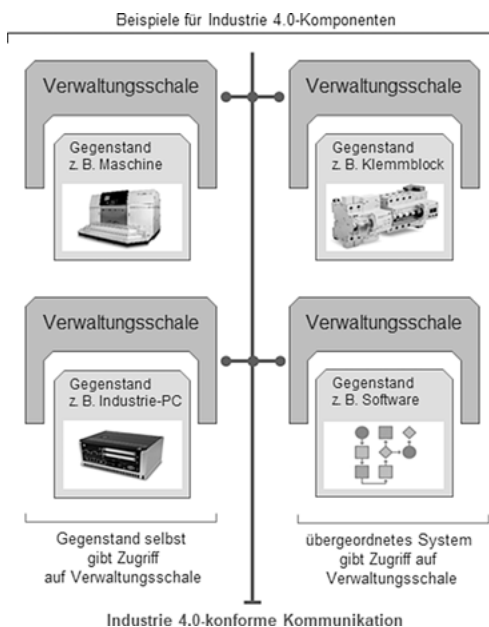 Beispiele für Industrie 4.0-Komponenten
Verwaltungsschale
Gegenstand
z. B. Maschine
Verwaltungsschale
Gegenstand
z. B. Klemmblock
Verwaltungsschale
Gegenstand
z. B. Industrie-PC
Verwaltungsschale
Gegenstand
z. B. Software
Gegenstand selbst
gibt Zugriff
auf Verwaltungsschale
übergeordnetes System
gibt Zugriff auf
Verwaltungsschale
Industrie 4.0-konforme Kommunikation